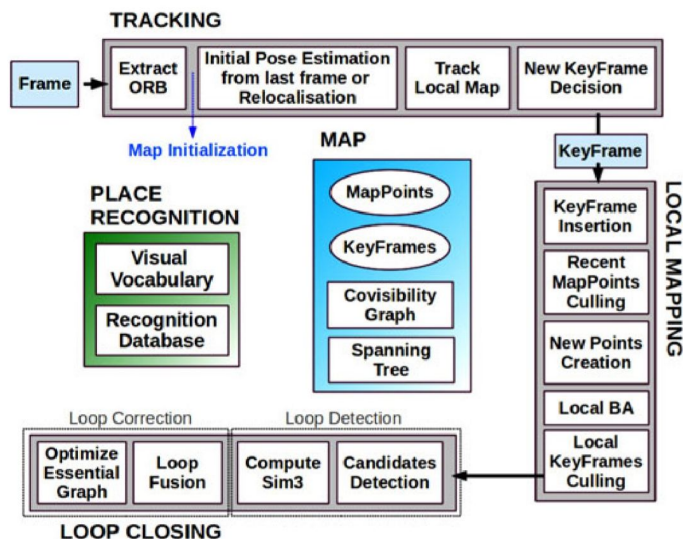 TRACKING
Frame
Extract
ORB
Initial Pose Estimation
from last frame or
Relocalisation
Track
Local Map
New KeyFrame
Decision
Map Initialization
KeyFrame
MAP
MapPoints
KeyFrames
Covisibility
Graph
Spanning
Tree
PLACE
RECOGNITION
Visual
Vocabulary
Recognition
Database
LOCAL MAPPING
KeyFrame
Insertion
Recent
MapPoints
Culling
New Points
Creation
Local BA
Local
KeyFrames
Culling
Loop Correction
Loop Detection
Optimize
Essential
Graph
Loop
Fusion
Compute
Sim3
Candidates
Detection
LOOP CLOSING